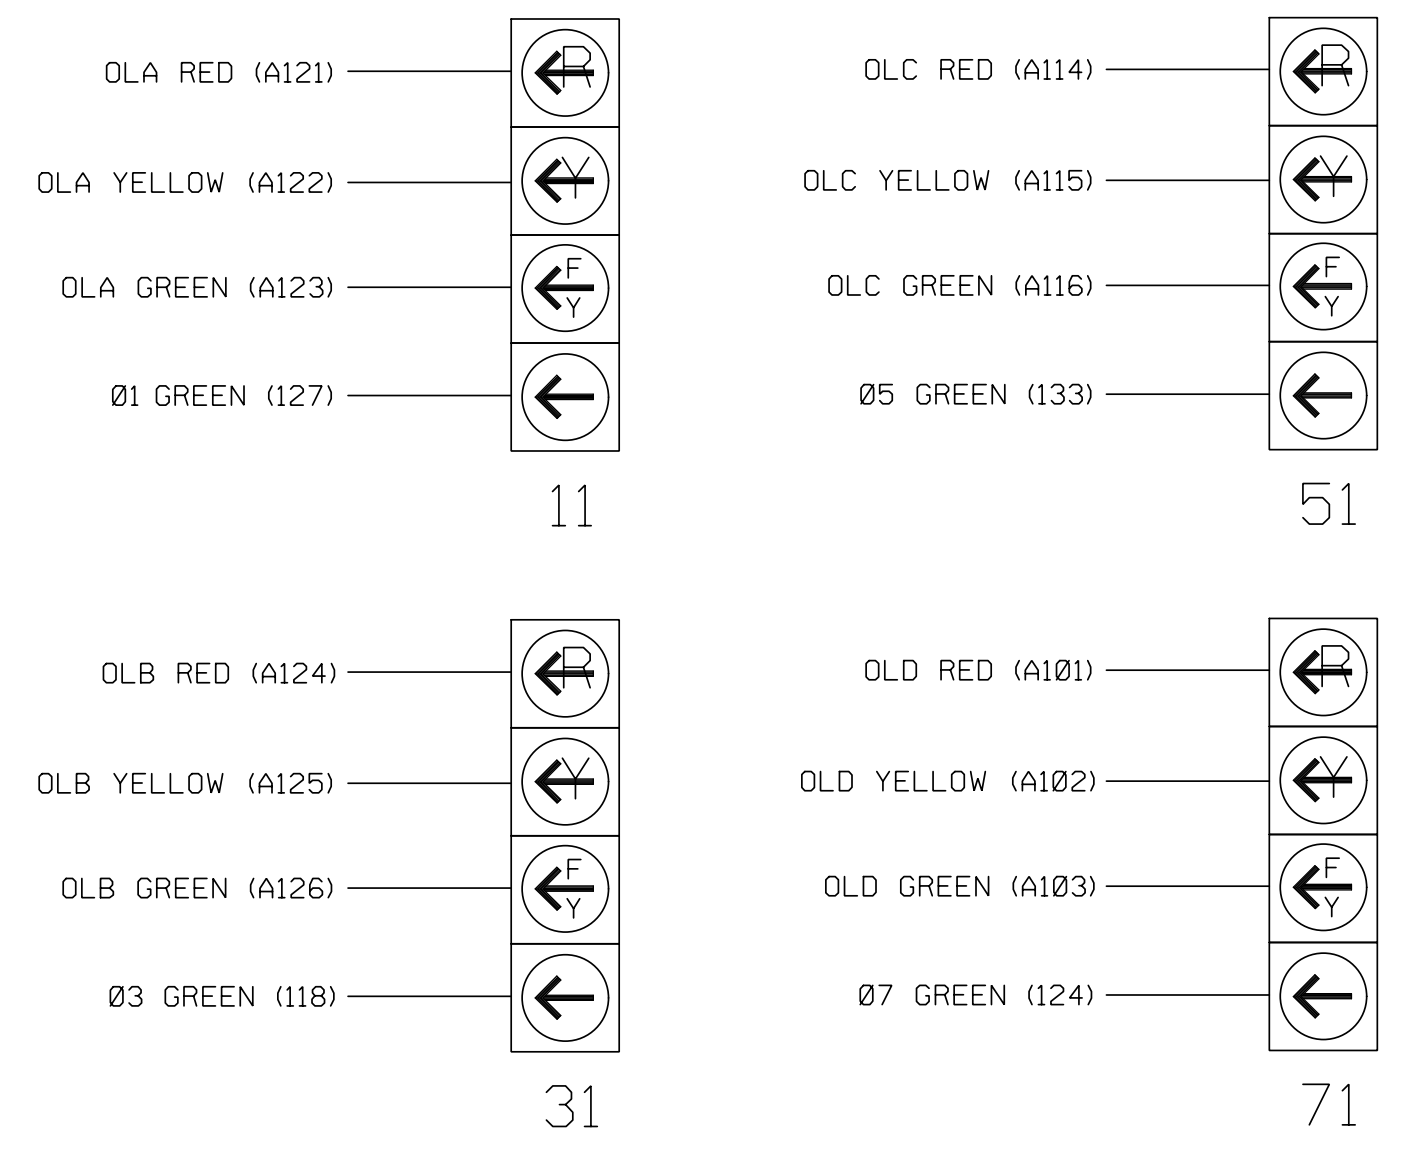 OLA RED (A121)
R
OLA YELLOW (A122)
Y
OLA GREEN (A123)
F
Y
Ø1 GREEN (127)
11
OLC RED (A114)
R
OLC YELLOW (A115)
Y
OLC GREEN (A116)
F
Y
Ø5 GREEN (133)
51
OLB RED (A124)
R
OLB YELLOW (A125)
Y
OLB GREEN (A126)
F
Y
Ø3 GREEN (118)
31
OLD RED (A1Ø1)
R
OLD YELLOW (A1Ø2)
Y
OLD GREEN (A1Ø3)
F
Y
Ø7 GREEN (124)
71